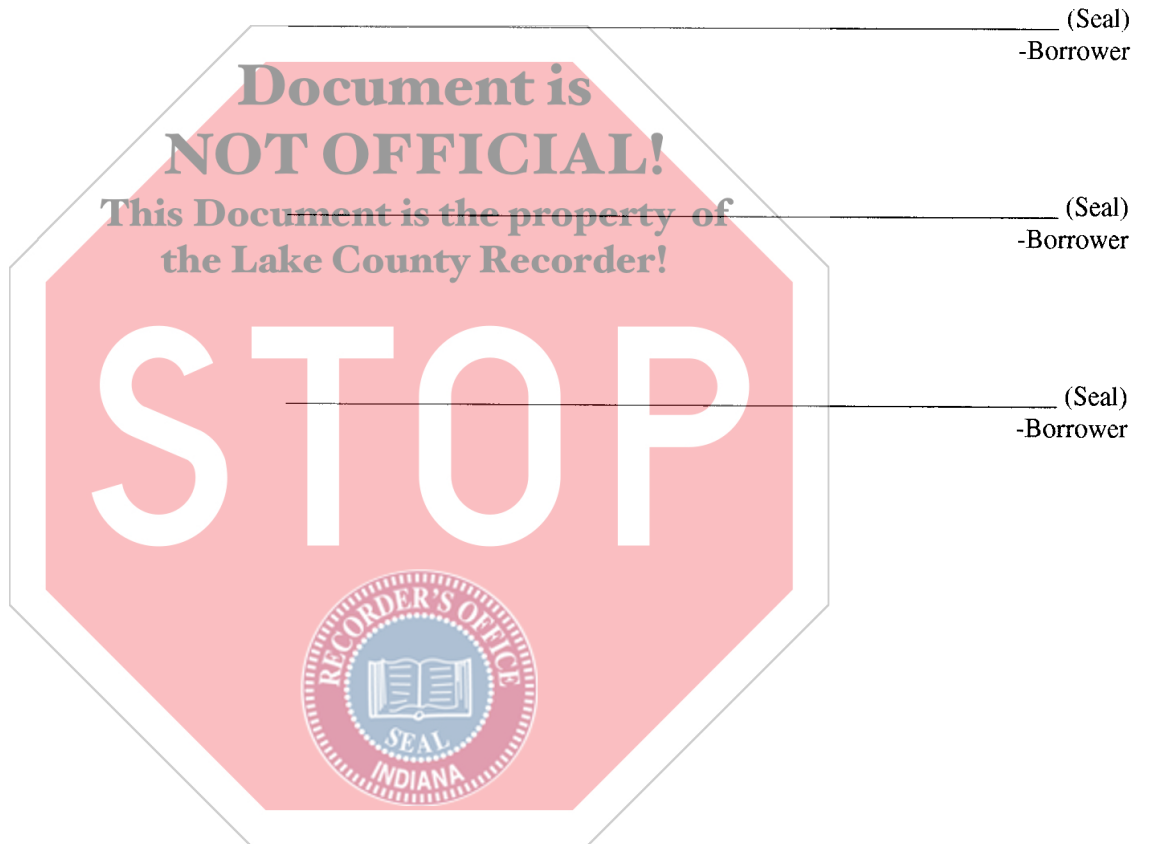 (Seal)
-Borrower
Document is
NOT OFFICIAL!
This Document is the property of
the Lake County Recorder!
(Seal)
-Borrower
STOP
(Seal)
-Borrower
RECORDER'S OFFICE
SEAL
INDIANA